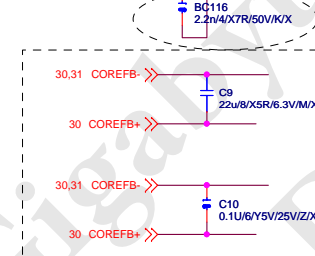 BC116
2.2n/4/X7R/50V/K/X
30,31 COREFB-
C9
22u/8/X5R/6.3V/M/X
30 COREFB+
30,31 COREFB-
C10
0.1U/6/Y5V/25V/Z/X
30 COREFB+